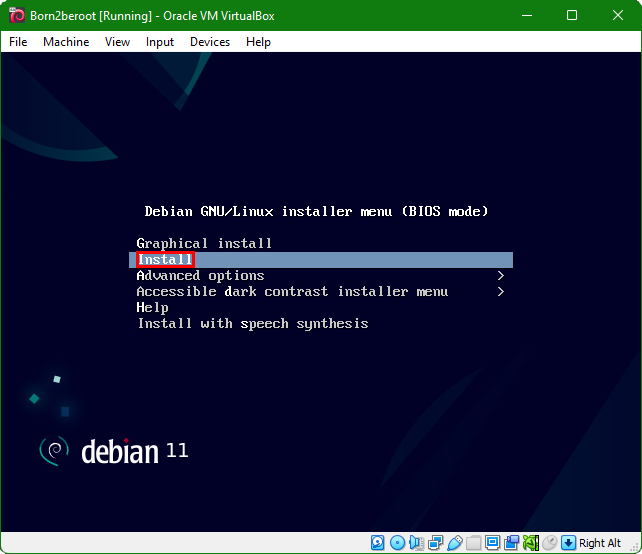 Born2beroot [Running] - Oracle VM VirtualBox
File Machine View Input Devices Help
Debian GNU/Linux installer menu (BIOS mode)
Graphical install
Install
Advanced options >
Accessible dark contrast installer menu >
Help
Install with speech synthesis
debian 11
Right Alt